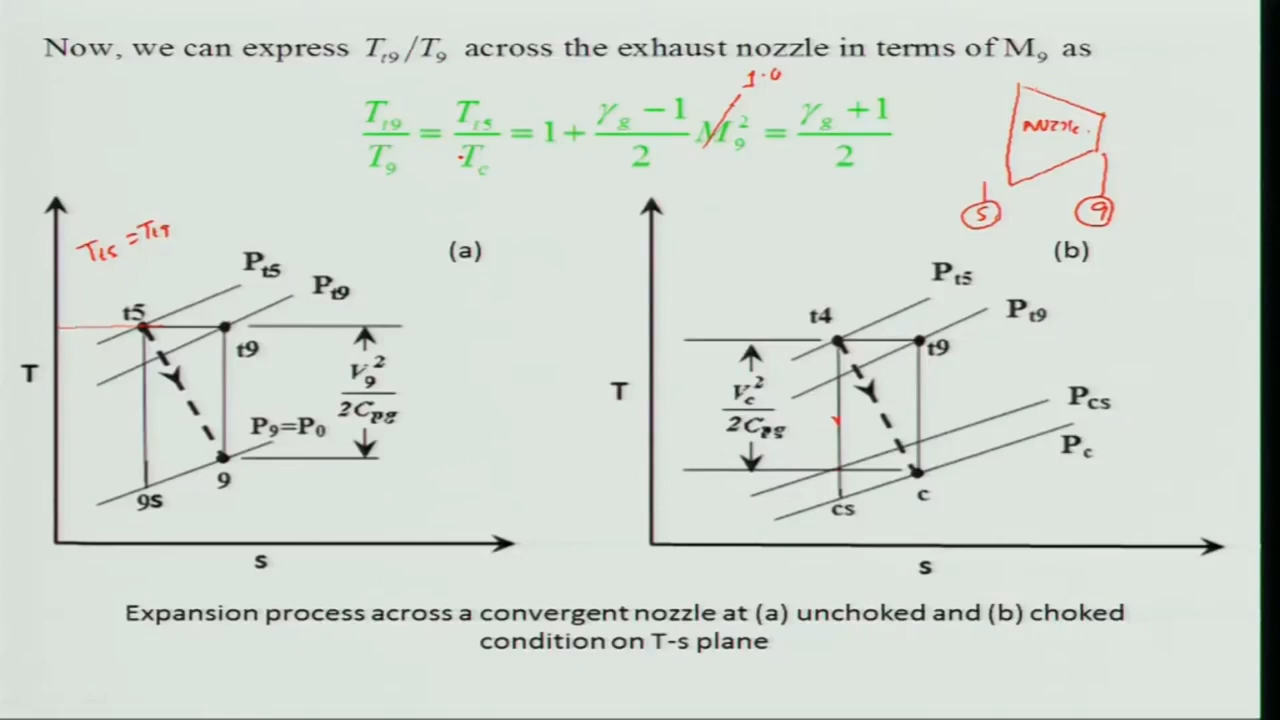 Now, we can express T_t9/T_9 across the exhaust nozzle in terms of M_9 as
1.0
T_t9/T_9 = T_t5/T_c = 1 + (γ_g − 1)/2 M_9^2 = (γ_g + 1)/2
Nozzle.
5
9
T_t5 = T_t9
(a)
P_t5
P_t9
t5
t9
T
V_9^2/2C_pg
P_9=P_0
9
9s
s
(b)
P_t5
P_t9
t4
t9
T
V_c^2/2C_pg
P_cs
P_c
c
cs
s
Expansion process across a convergent nozzle at (a) unchoked and (b) choked
condition on T-s plane